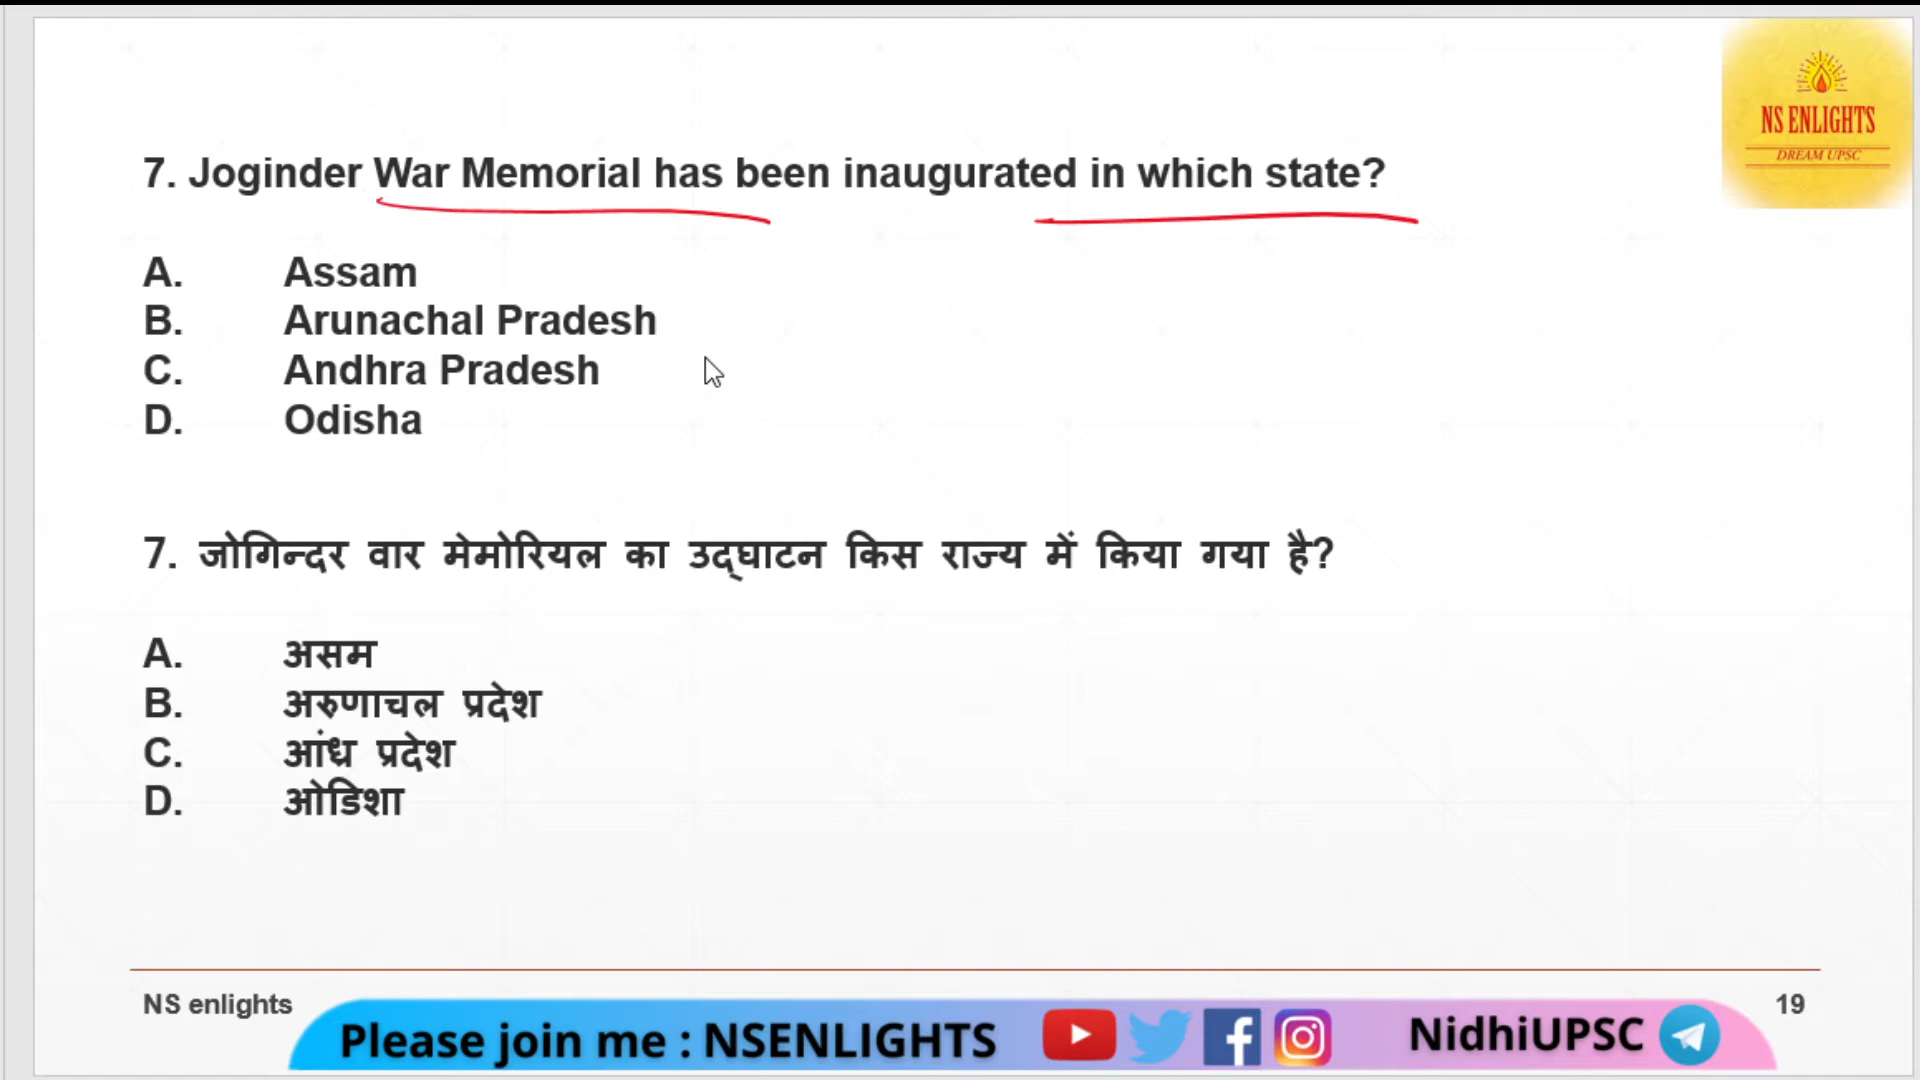 NS ENLIGHTS
DREAM UPSC
7. Joginder War Memorial has been inaugurated in which state?
A. Assam
B. Arunachal Pradesh
C. Andhra Pradesh
D. Odisha
7. जोगिन्दर वार मेमोरियल का उद्घाटन किस राज्य में किया गया है?
A. असम
B. अरुणाचल प्रदेश
C. आंध्र प्रदेश
D. ओडिशा
NS enlights
19
Please join me : NSENLIGHTS
NidhiUPSC